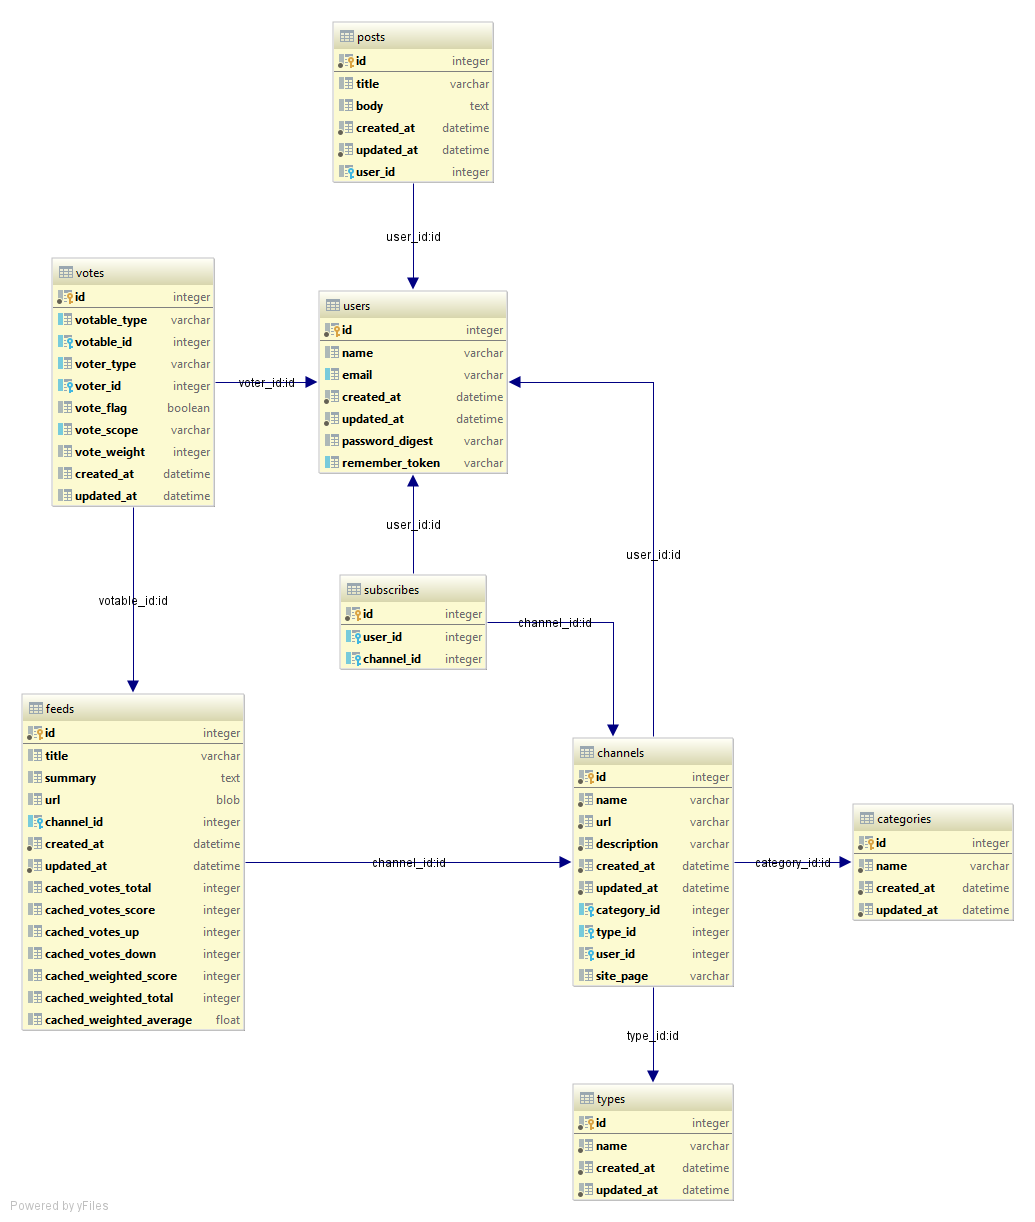 posts
id integer
title varchar
body text
created_at datetime
updated_at datetime
user_id integer
user_id:id
votes
id integer
votable_type varchar
votable_id integer
voter_type varchar
voter_id integer
vote_flag boolean
vote_scope varchar
vote_weight integer
created_at datetime
updated_at datetime
voter_id:id
users
id integer
name varchar
email varchar
created_at datetime
updated_at datetime
password_digest varchar
remember_token varchar
user_id:id
user_id:id
votable_id:id
subscribes
id integer
user_id integer
channel_id integer
channel_id:id
feeds
id integer
title varchar
summary text
url blob
channel_id integer
created_at datetime
updated_at datetime
cached_votes_total integer
cached_votes_score integer
cached_votes_up integer
cached_votes_down integer
cached_weighted_score integer
cached_weighted_total integer
cached_weighted_average float
channel_id:id
channels
id integer
name varchar
url varchar
description varchar
created_at datetime
updated_at datetime
category_id integer
type_id integer
user_id integer
site_page varchar
category_id:id
categories
id integer
name varchar
created_at datetime
updated_at datetime
type_id:id
types
id integer
name varchar
created_at datetime
updated_at datetime
Powered by yFiles